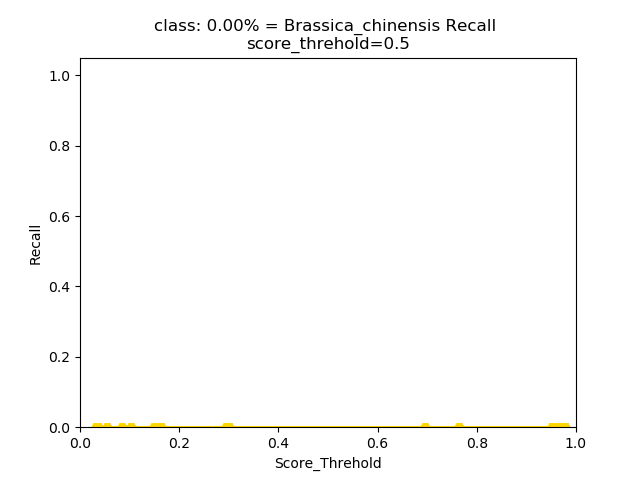 class: 0.00% = Brassica_chinensis Recall
score_threhold=0.5
1.0
0.8
0.6
0.4
0.2
0.0
Recall
0.0 0.2 0.4 0.6 0.8 1.0
Score_Threhold